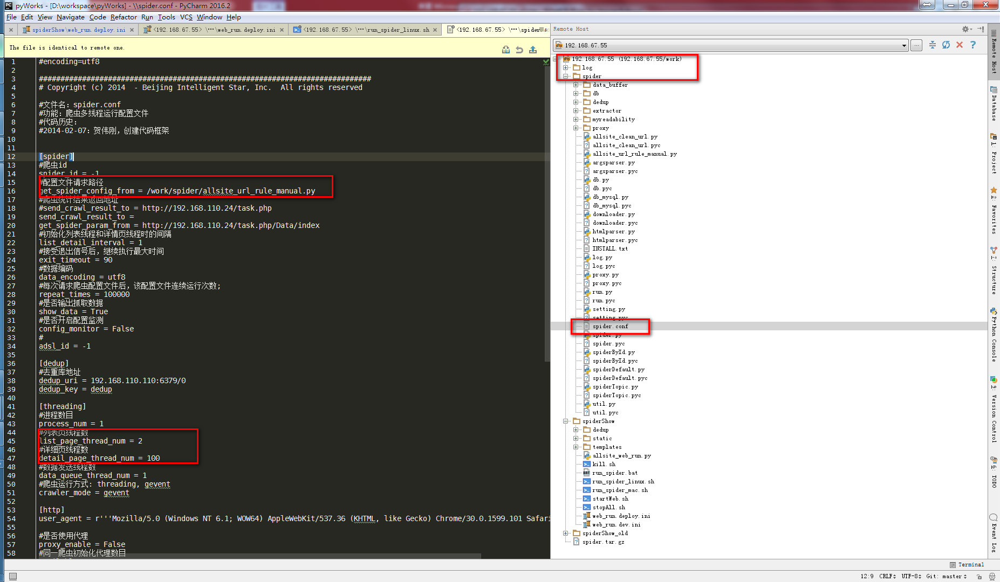 pyWorks - [D:\workspace\pyWorks] - \\spider.conf - PyCharm 2016.2
File Edit View Navigate Code Refactor Run Tools VCS Window Help
spiderShow\web_run.deploy.ini
<192.168.67.55> \···\web_run.deploy.ini
<192.168.67.55> \···\run_spider_linux.sh
<192.168.67.55> \···\spider
The file is identical to remote one.
1 #encoding=utf8
2
3 #############################################################################
4 # Copyright (c) 2014  - Beijing Intelligent Star, Inc.  All rights reserved
5
6 #文件名: spider.conf
7 #功能: 爬虫多线程运行配置文件
8 #代码历史:
9 #2014-02-07: 贺伟刚, 创建代码框架
10
11
12 [spider]
13 #爬虫id
14 spider_id = -1
15 #配置文件请求路径
16 get_spider_config_from = /work/spider/allsite_url_rule_manual.py
17 #爬虫统计结果返回地址
18 #send_crawl_result_to = http://192.168.110.24/task.php
19 send_crawl_result_to =
20 get_spider_param_from = http://192.168.110.24/task.php/Data/index
21 #初始化列表线程和详情页线程时的间隔
22 list_detail_interval = 1
23 #接受退出信号后, 继续执行最大时间
24 exit_timeout = 90
25 #数据编码
26 data_encoding = utf8
27 #每次请求爬虫配置文件后, 该配置文件连续运行次数;
28 repeat_times = 100000
29 #是否输出抓取数据
30 show_data = True
31 #是否开启配置监测
32 config_monitor = False
33 #
34 adsl_id = -1
35
36 [dedup]
37 #去重库地址
38 dedup_uri = 192.168.110.110:6379/0
39 dedup_key = dedup
40
41 [threading]
42 #进程数目
43 process_num = 1
44 #列表页线程数
45 list_page_thread_num = 2
46 #详细页线程数
47 detail_page_thread_num = 100
48 #数据发送线程数
49 data_queue_thread_num = 1
50 #爬虫运行方式: threading, gevent
51 crawler_mode = gevent
52
53 [http]
54 user_agent = r'''Mozilla/5.0 (Windows NT 6.1; WOW64) AppleWebKit/537.36 (KHTML, like Gecko) Chrome/30.0.1599.101 Safari
55
56 #是否使用代理
57 proxy_enable = False
58 #同一爬虫初始化代理数目
Remote Host
192.168.67.55
192.168.67.55 (192.168.67.55/work)
log
spider
data_buffer
db
dedup
extractor
myreadability
proxy
allsite_clean_url.py
allsite_clean_url.pyc
allsite_url_rule_manual.py
argsparser.py
argsparser.pyc
db.py
db.pyc
db_mysql.py
db_mysql.pyc
downloader.py
downloader.pyc
htmlparser.py
htmlparser.pyc
INSTALL.txt
log.py
log.pyc
proxy.py
proxy.pyc
run.py
run.pyc
setting.py
setting.pyc
spider.conf
spider.py
spider.pyc
spiderById.py
spiderById.pyc
spiderDefault.py
spiderDefault.pyc
spiderTopic.py
spiderTopic.pyc
util.py
util.pyc
spiderShow
dedup
static
templates
allsite_web_run.py
kill.sh
run_spider.bat
run_spider_linux.sh
run_spider_mac.sh
startWeb.sh
stopAll.sh
web_run.deploy.ini
web_run.dev.ini
spiderShow_old
spider.tar.gz
Remote Host
Database
1: Project
2: Favorites
7: Structure
Python Console
9: Version Control
6: TODO
Event Log
Terminal
12:9 CRLF UTF-8 Git: master